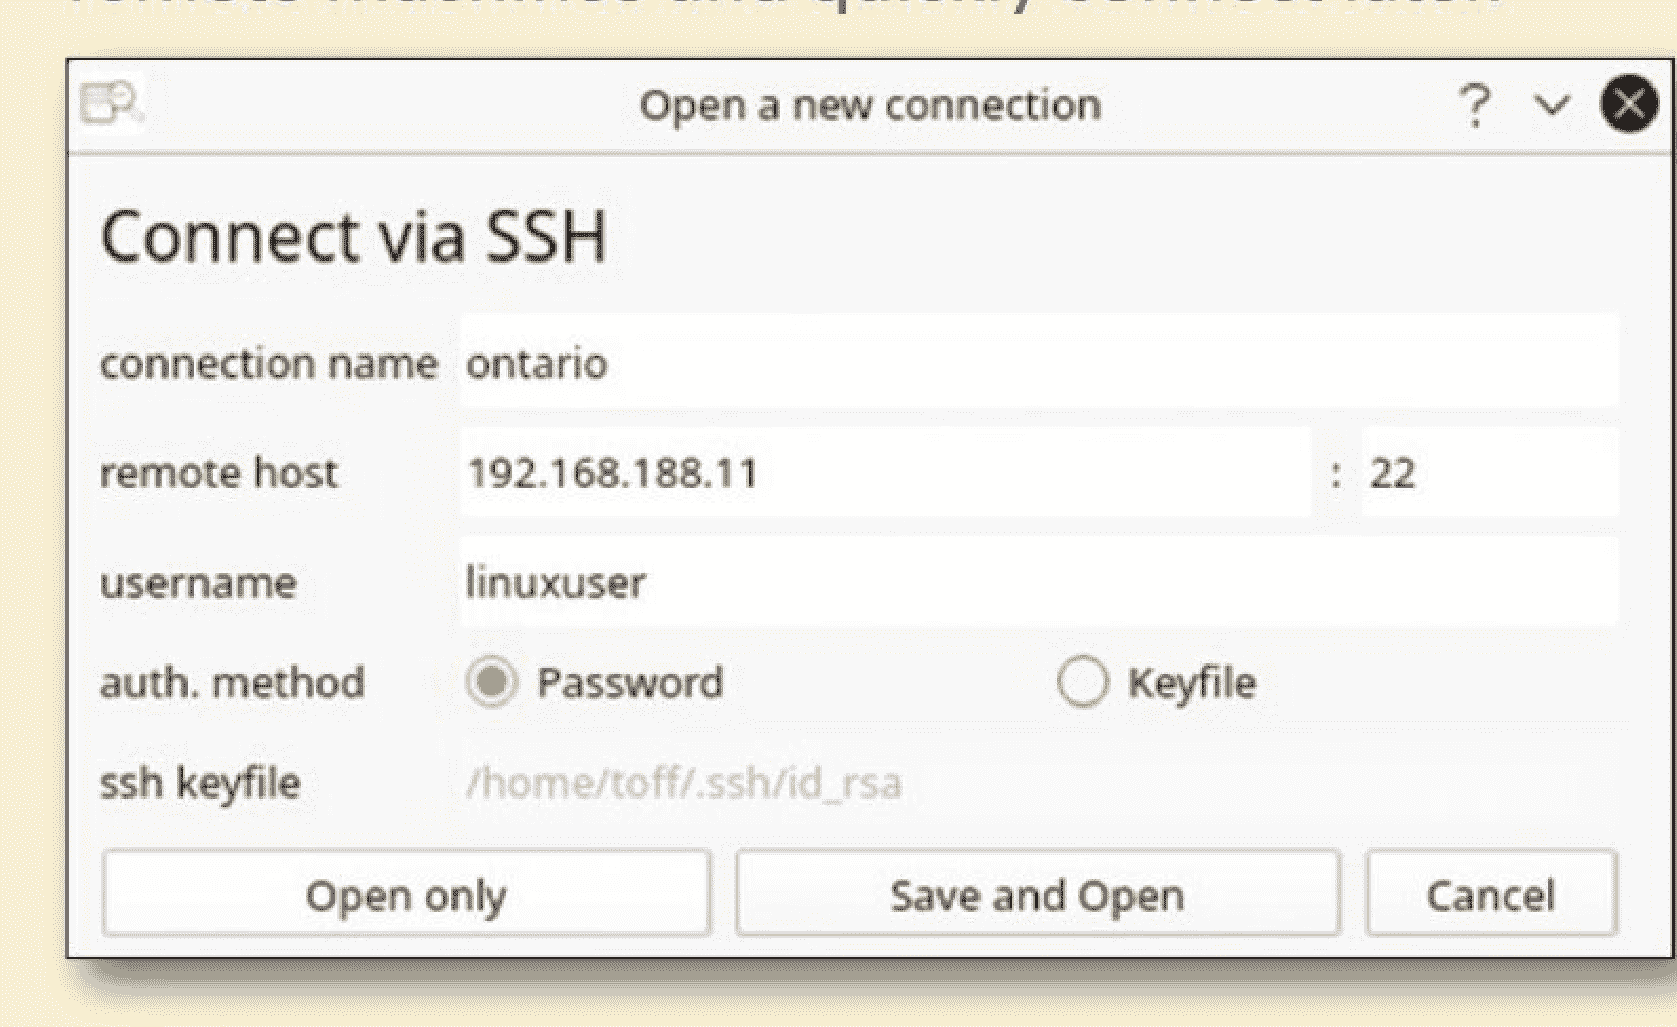 Open a new connection
Connect via SSH
connection name ontario
remote host 192.168.188.11 : 22
username linuxuser
auth. method Password Keyfile
ssh keyfile /home/toff/.ssh/id_rsa
Open only Save and Open Cancel